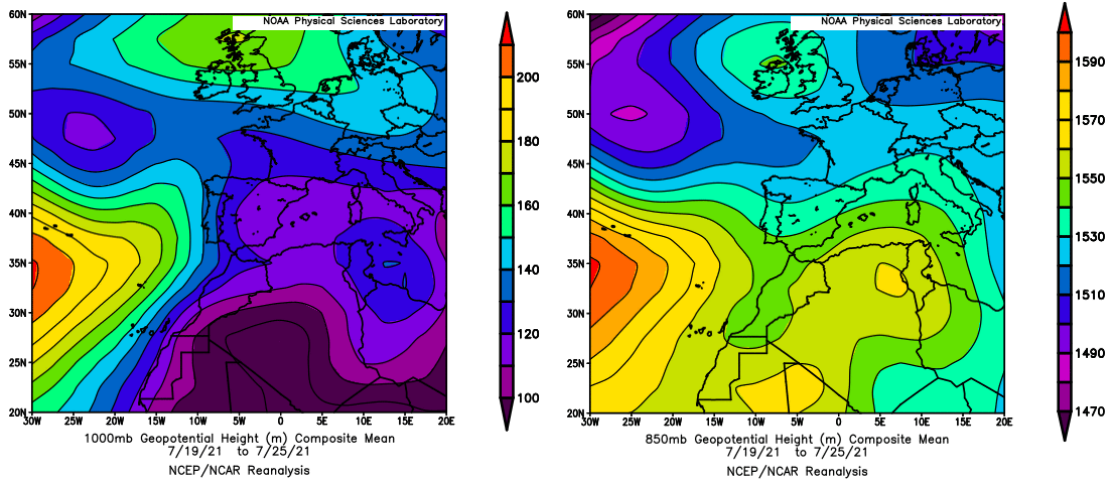 NOAA Physical Sciences Laboratory
60N
55N
50N
45N
40N
35N
30N
25N
20N
30W 25W 20W 15W 10W 5W 0 5E 10E 15E 20E
200
180
160
140
120
100
1000mb Geopotential Height (m) Composite Mean
7/19/21 to 7/25/21
NCEP/NCAR Reanalysis
NOAA Physical Sciences Laboratory
60N
55N
50N
45N
40N
35N
30N
25N
20N
30W 25W 20W 15W 10W 5W 0 5E 10E 15E 20E
1590
1570
1550
1530
1510
1490
1470
850mb Geopotential Height (m) Composite Mean
7/19/21 to 7/25/21
NCEP/NCAR Reanalysis